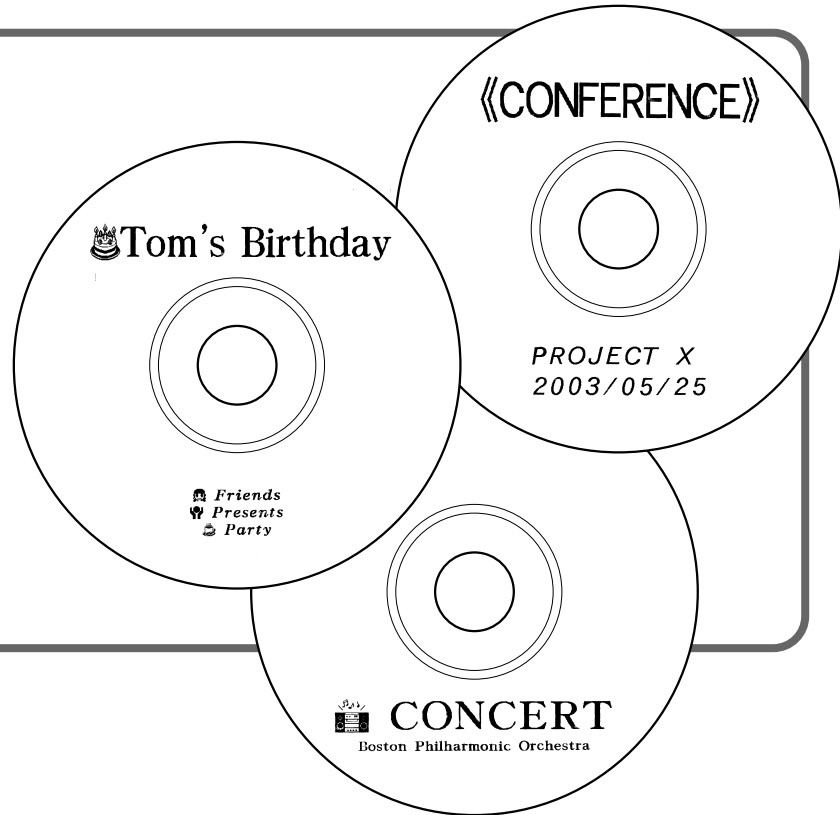 《CONFERENCE》
PROJECT X
2003/05/25
Tom's Birthday
Friends
Presents
Party
CONCERT
Boston Philharmonic Orchestra